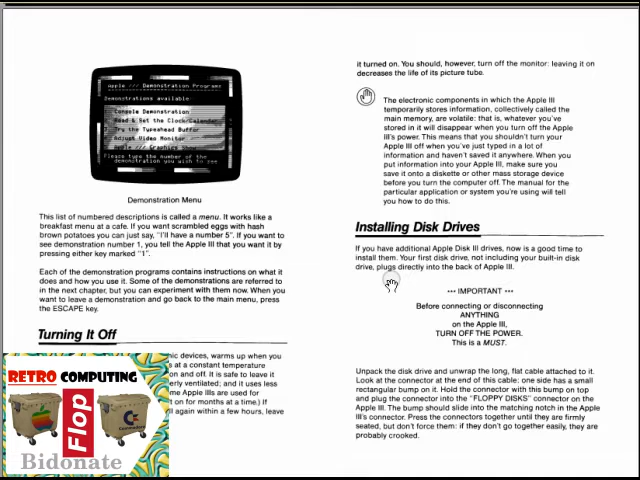 Apple /// Demonstration Programs
Demonstrations available
Console Demonstration
Read & Set the Clock/Calendar
Try the Typeahead Buffer
Adjust Video Monitor
Apple /// Graphics Show
Please type the number of the
demonstration you wish to see
Demonstration Menu
This list of numbered descriptions is called a menu. It works like a
breakfast menu at a cafe. If you want scrambled eggs with hash
brown potatoes you can just say, "I'll have a number 5". If you want to
see demonstration number 1, you tell the Apple III that you want it by
pressing either key marked "1".
Each of the demonstration programs contains instructions on what it
does and how you use it. Some of the demonstrations are referred to
in the next chapter, but you can experiment with them now. When you
want to leave a demonstration and go back to the main menu, press
the ESCAPE key.
Turning It Off
nic devices, warms up when you
s at a constant temperature
on and off. It is safe to leave it
erly ventilated; and it uses less
me Apple IIIs are used for
t on for months at a time.) If
ll again within a few hours, leave
RETRO COMPUTING
Flop
Commodore
Bidonate
it turned on. You should, however, turn off the monitor: leaving it on
decreases the life of its picture tube.
The electronic components in which the Apple III
temporarily stores information, collectively called the
main memory, are volatile: that is, whatever you've
stored in it will disappear when you turn off the Apple
III's power. This means that you shouldn't turn your
Apple III off when you've just typed in a lot of
information and haven't saved it anywhere. When you
put information into your Apple III, make sure you
save it onto a diskette or other mass storage device
before you turn the computer off. The manual for the
particular application or system you're using will tell
you how to do this.
Installing Disk Drives
If you have additional Apple Disk III drives, now is a good time to
install them. Your first disk drive, not including your built-in disk
drive, plugs directly into the back of Apple III.
*** IMPORTANT ***
Before connecting or disconnecting
ANYTHING
on the Apple III,
TURN OFF THE POWER.
This is a MUST.
Unpack the disk drive and unwrap the long, flat cable attached to it.
Look at the connector at the end of this cable: one side has a small
rectangular bump on it. Hold the connector with this bump on top
and plug the connector into the "FLOPPY DISKS" connector on the
Apple III. The bump should slide into the matching notch in the Apple
III's connector. Press the connectors together until they are firmly
seated, but don't force them: if they don't go together easily, they are
probably crooked.